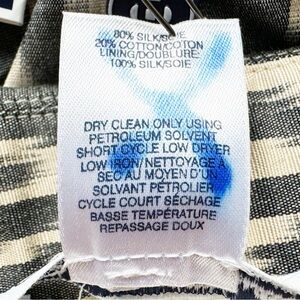 80% SILK/SOIE
20% COTTON/COTON
LINING/DOUBLURE:
100% SILK/SOIE
DRY CLEAN ONLY USING
PETROLEUM SOLVENT
SHORT CYCLE LOW DRYER
LOW IRON/NETTOYAGE À
SEC AU MOYEN D'UN
SOLVANT PÉTROLIER
CYCLE COURT SÉCHAGE
BASSE TEMPÉRATURE
REPASSAGE DOUX